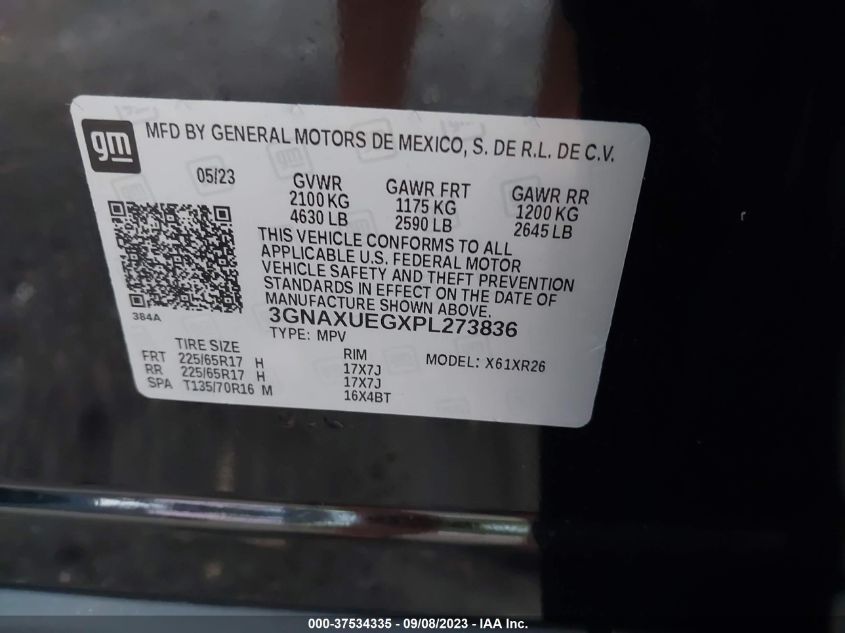 gm
MFD BY GENERAL MOTORS DE MEXICO, S. DE R.L. DE C.V.
05/23
GVWR
2100 KG
4630 LB
GAWR FRT
1175 KG
2590 LB
GAWR RR
1200 KG
2645 LB
THIS VEHICLE CONFORMS TO ALL
APPLICABLE U.S. FEDERAL MOTOR
VEHICLE SAFETY AND THEFT PREVENTION
STANDARDS IN EFFECT ON THE DATE OF
MANUFACTURE SHOWN ABOVE.
384A
3GNAXUEGXPL273836
TYPE: MPV
MODEL: X61XR26
TIRE SIZE RIM
FRT 225/65R17 H 17X7J
RR 225/65R17 H 17X7J
SPA T135/70R16 M 16X4BT
000-37534335 - 09/08/2023 - IAA Inc.